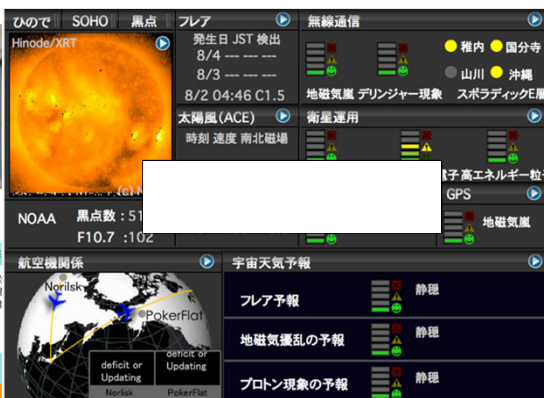 ひので SOHO 黒点
Hinode/XRT
NOAA 黒点数:51
F10.7 :102
フレア
発生日 JST 検出
8/4 --- --- ---
8/3 --- --- ---
8/2 04:46 C1.5
太陽風(ACE)
時刻 速度 南北磁場
無線通信
稚内 国分寺
山川 沖縄
地磁気嵐 デリンジャー現象 スポラディックE層
衛星運用
電子 高エネルギー粒子
GPS
地磁気嵐
航空機関係
Norilsk
PokerFlat
deficit or
Updating
Norilsk
deficit or
Updating
PokerFlat
宇宙天気予報
フレア予報 静穏
地磁気擾乱の予報 静穏
プロトン現象の予報 静穏